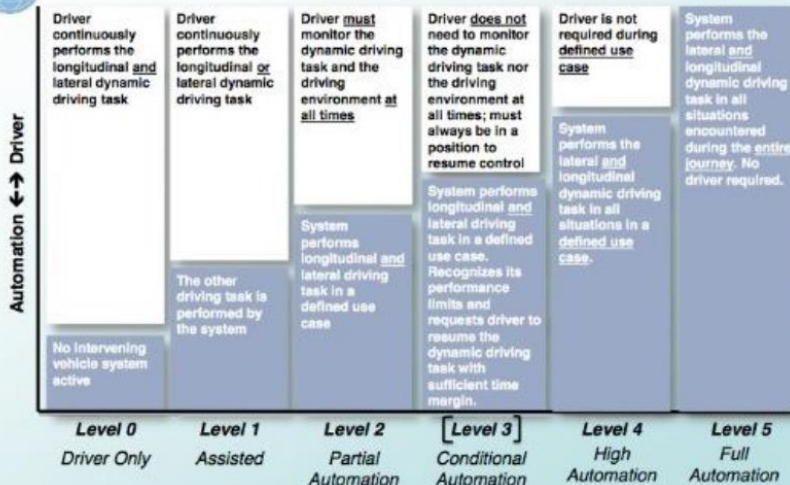 Automation ←→ Driver
Driver
continuously
performs the
longitudinal and
lateral dynamic
driving task
No intervening
vehicle system
active
Level 0
Driver Only
Driver
continuously
performs the
longitudinal or
lateral dynamic
driving task
The other
driving task is
performed by
the system
Level 1
Assisted
Driver must
monitor the
dynamic driving
task and the
driving
environment at
all times
System
performs
longitudinal and
lateral driving
task in a
defined use
case
Level 2
Partial
Automation
Driver does not
need to monitor
the dynamic
driving task nor
the driving
environment at
all times; must
always be in a
position to
resume control
System performs
longitudinal and
lateral driving
task in a defined
use case.
Recognizes its
performance
limits and
requests driver to
resume the
dynamic driving
task with
sufficient time
margin.
[Level 3]
Conditional
Automation
Driver is not
required during
defined use
case
System
performs the
lateral and
longitudinal
dynamic driving
task in all
situations in a
defined use
case.
Level 4
High
Automation
System
performs the
lateral and
longitudinal
dynamic driving
task in all
situations
encountered
during the entire
journey. No
driver required.
Level 5
Full
Automation